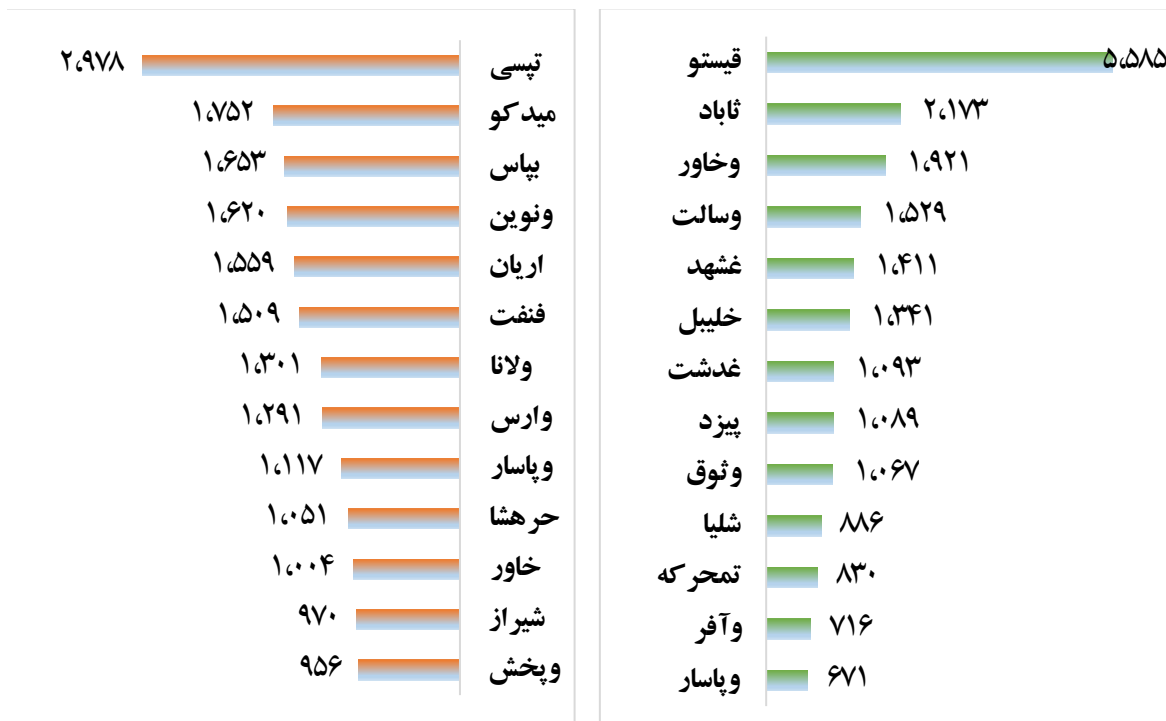 قیستو ۵،۵۸۵
ثاباد ۲،۱۷۳
وخاور ۱،۹۲۱
وسالت ۱،۵۲۹
غشهد ۱،۴۱۱
خلیبل ۱،۳۴۱
غدشت ۱،۰۹۳
پیزد ۱،۰۸۹
وثوق ۱،۰۶۷
شلیا ۸۸۶
تمحرکه ۸۳۰
وآفر ۷۱۶
وپاسار ۶۷۱
تپسی ۲،۹۷۸
میدکو ۱،۷۵۲
بپاس ۱،۶۵۳
ونوین ۱،۶۲۰
اریان ۱،۵۵۹
فنفت ۱،۵۰۹
ولانا ۱،۳۰۱
وارس ۱،۲۹۱
وپاسار ۱،۱۱۷
حرهشا ۱،۰۵۱
خاور ۱،۰۰۴
شیراز ۹۷۰
وپخش ۹۵۶